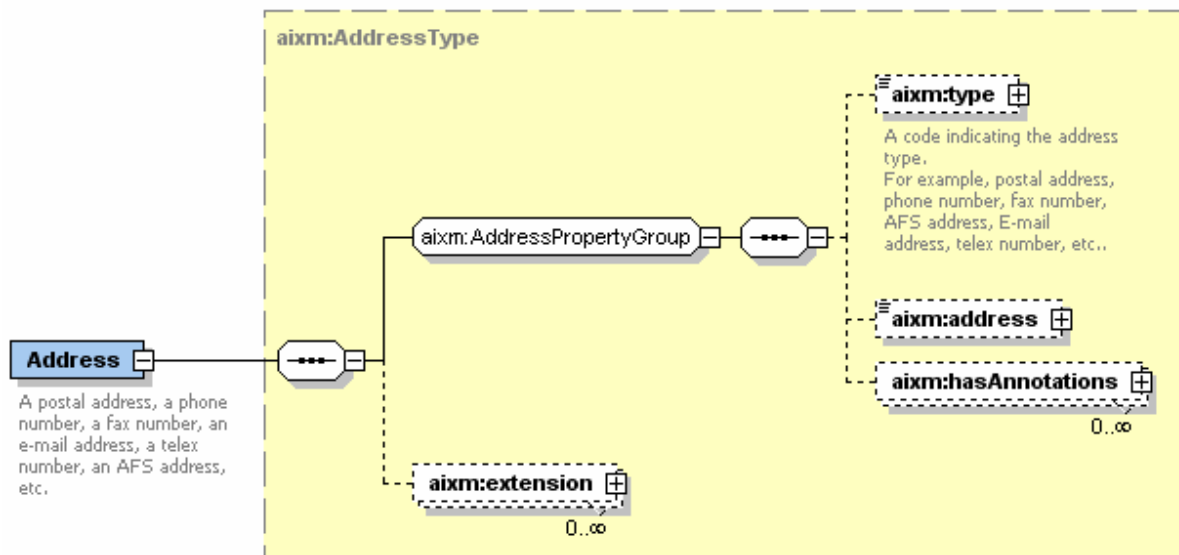 aixm:AddressType
aixm:type
A code indicating the address
type.
For example, postal address,
phone number, fax number,
AFS address, E-mail
address, telex number, etc..
aixm:AddressPropertyGroup
aixm:address
Address
A postal address, a phone
number, a fax number, an
e-mail address, a telex
number, an AFS address,
etc.
aixm:hasAnnotations
0..∞
aixm:extension
0..∞